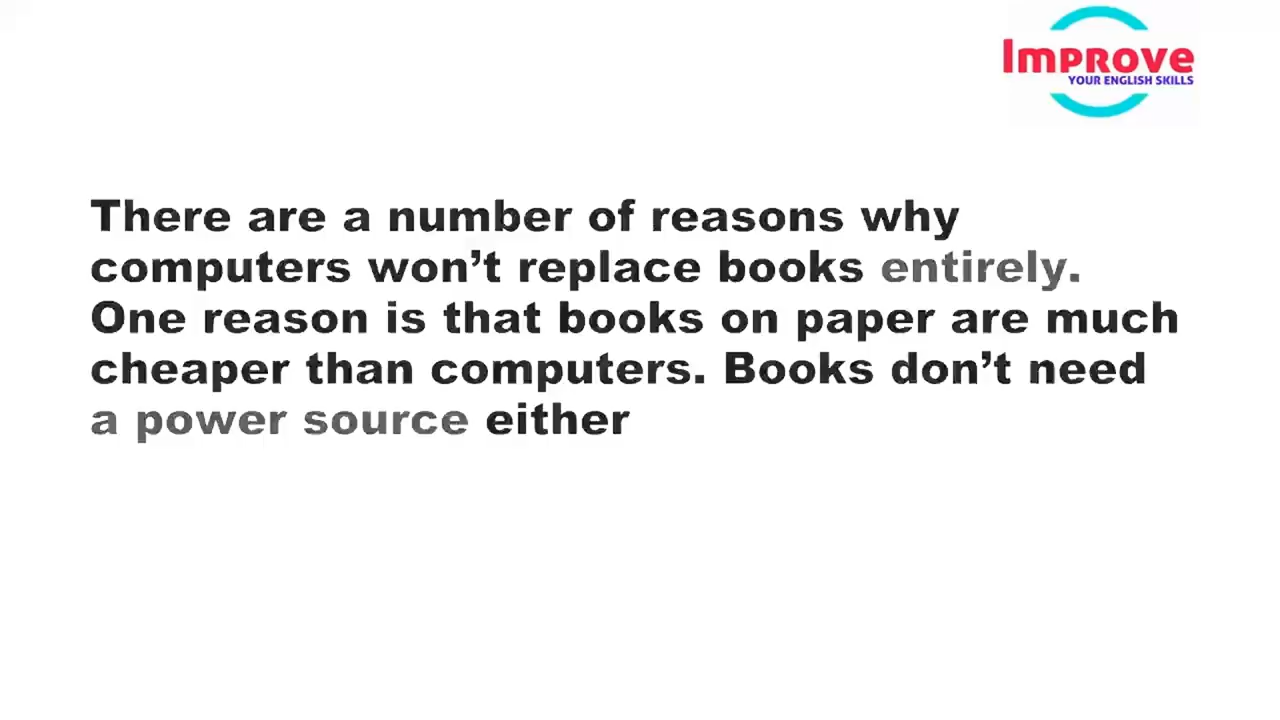 Improve
YOUR ENGLISH SKILLS
There are a number of reasons why
computers won’t replace books entirely.
One reason is that books on paper are much
cheaper than computers. Books don’t need
a power source either